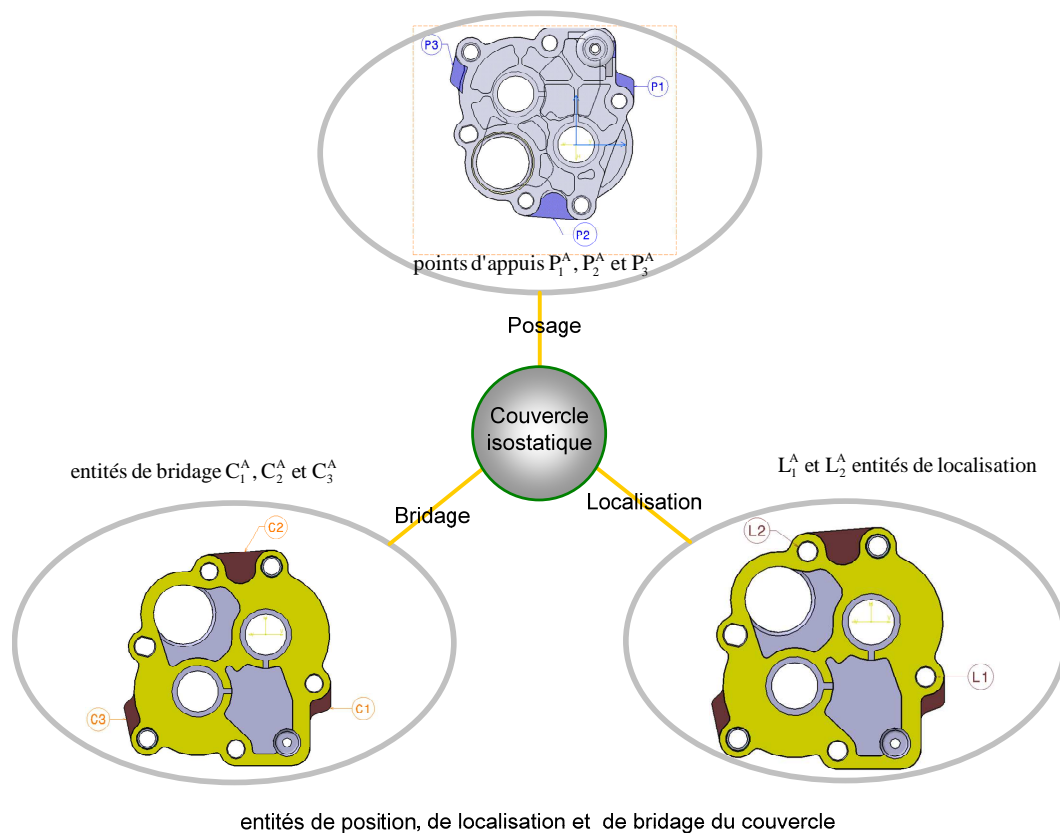 P3
P1
P2
points d'appuis P₁ᴬ, P₂ᴬ et P₃ᴬ
Posage
Couvercle
isostatique
entités de bridage C₁ᴬ, C₂ᴬ et C₃ᴬ
L₁ᴬ et L₂ᴬ entités de localisation
Bridage
Localisation
C2
C3
C1
L2
L1
entités de position, de localisation et de bridage du couvercle